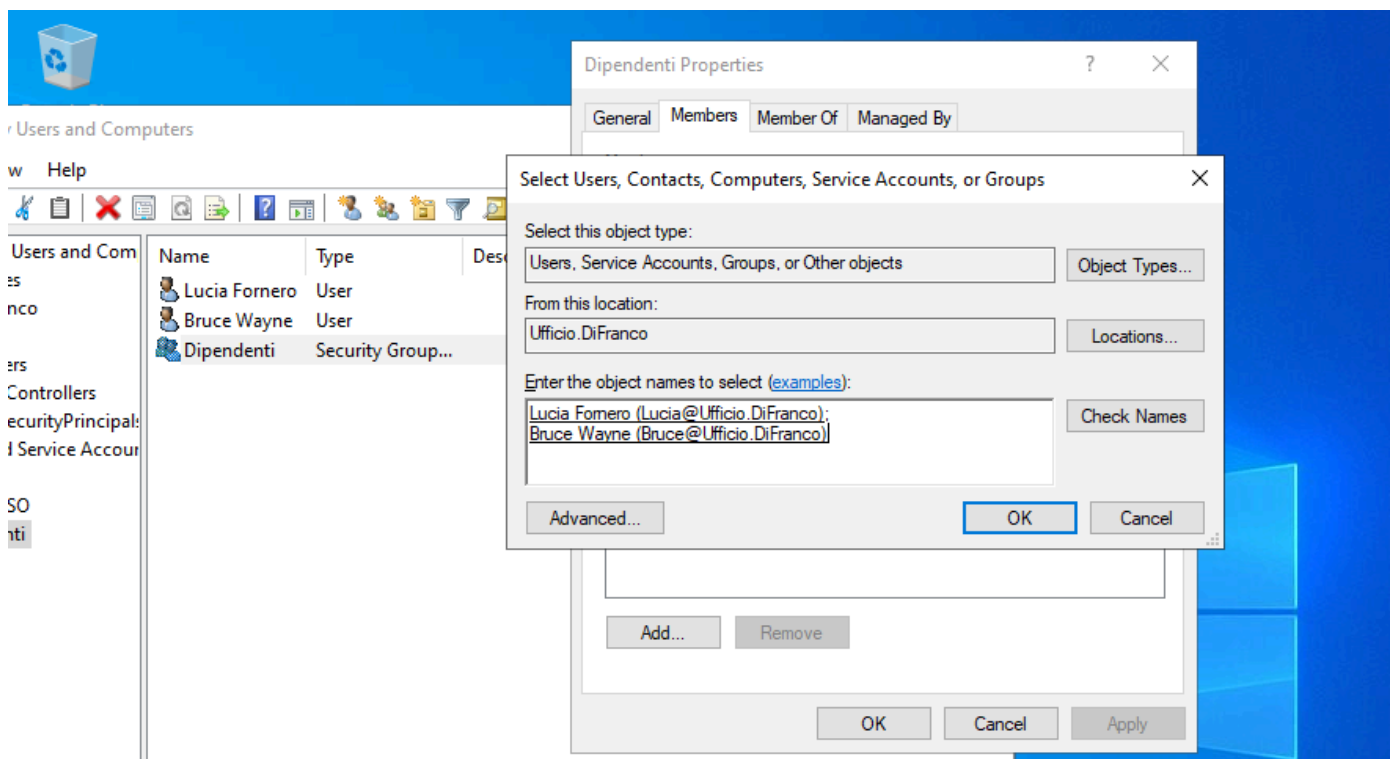 Dipendenti Properties
?
General Members Member Of Managed By
Users and Computers
w Help
Select Users, Contacts, Computers, Service Accounts, or Groups
Select this object type:
Users, Service Accounts, Groups, or Other objects
Object Types...
From this location:
Ufficio.DiFranco
Locations...
Enter the object names to select (examples):
Lucia Fornero (Lucia@Ufficio.DiFranco);
Bruce Wayne (Bruce@Ufficio.DiFranco)
Check Names
Advanced...
OK
Cancel
Users and Com
es
nco
ers
Controllers
ecurityPrincipal
d Service Accour
SO
nti
Name Type Desc
Lucia Fornero User
Bruce Wayne User
Dipendenti Security Group...
Add...
Remove
OK
Cancel
Apply